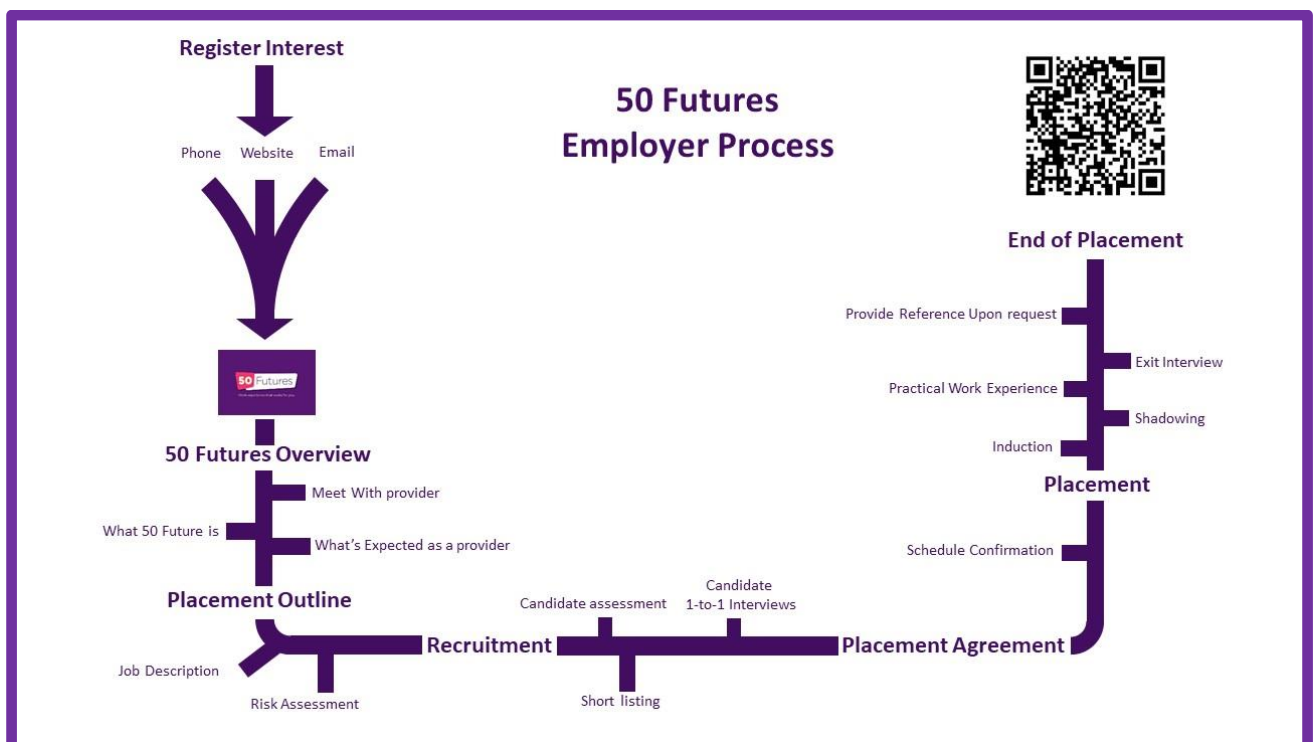 Register Interest
50 Futures
Employer Process
Phone Website Email
50 Futures
50 Futures Overview
Meet With provider
What 50 Future is
What's Expected as a provider
Placement Outline
Job Description
Risk Assessment
Recruitment
Candidate assessment
Short listing
Candidate
1-to-1 Interviews
Placement Agreement
Schedule Confirmation
Placement
Induction
Shadowing
Practical Work Experience
Exit Interview
Provide Reference Upon request
End of Placement